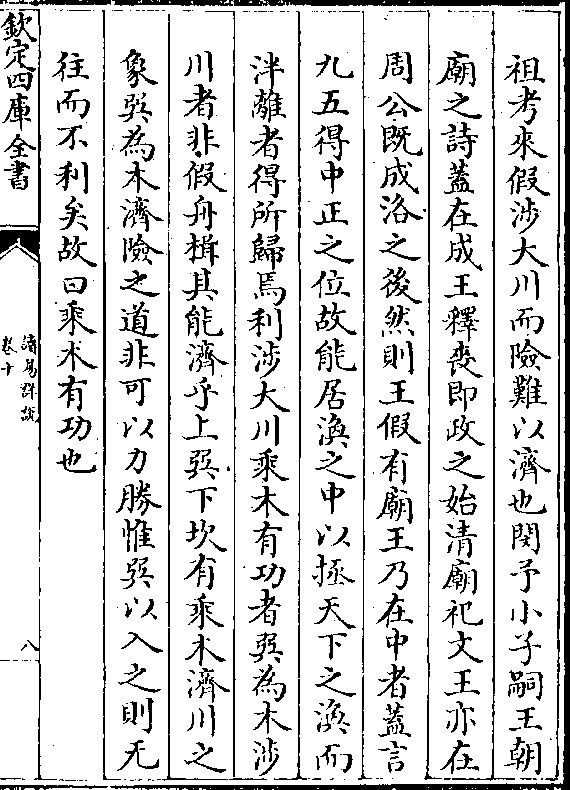 祖考來假涉大川而險難以濟也閔予小子嗣王朝
廟之詩蓋在成王釋喪即政之始清廟祀文王亦在
周公既成洛之後然則王假有廟王乃在中者蓋言
九五得中正之位故能居渙之中以拯天下之渙而
泮離者得所歸焉利涉大川乘木有功者巽為木涉
川者非假舟楫其能濟乎上巽下坎有乘木濟川之
象巽為木濟險之道非可以力勝惟巽以入之則无
往而不利矣故曰乘木有功也
欽定四庫全書
讀易詳說
卷十
八